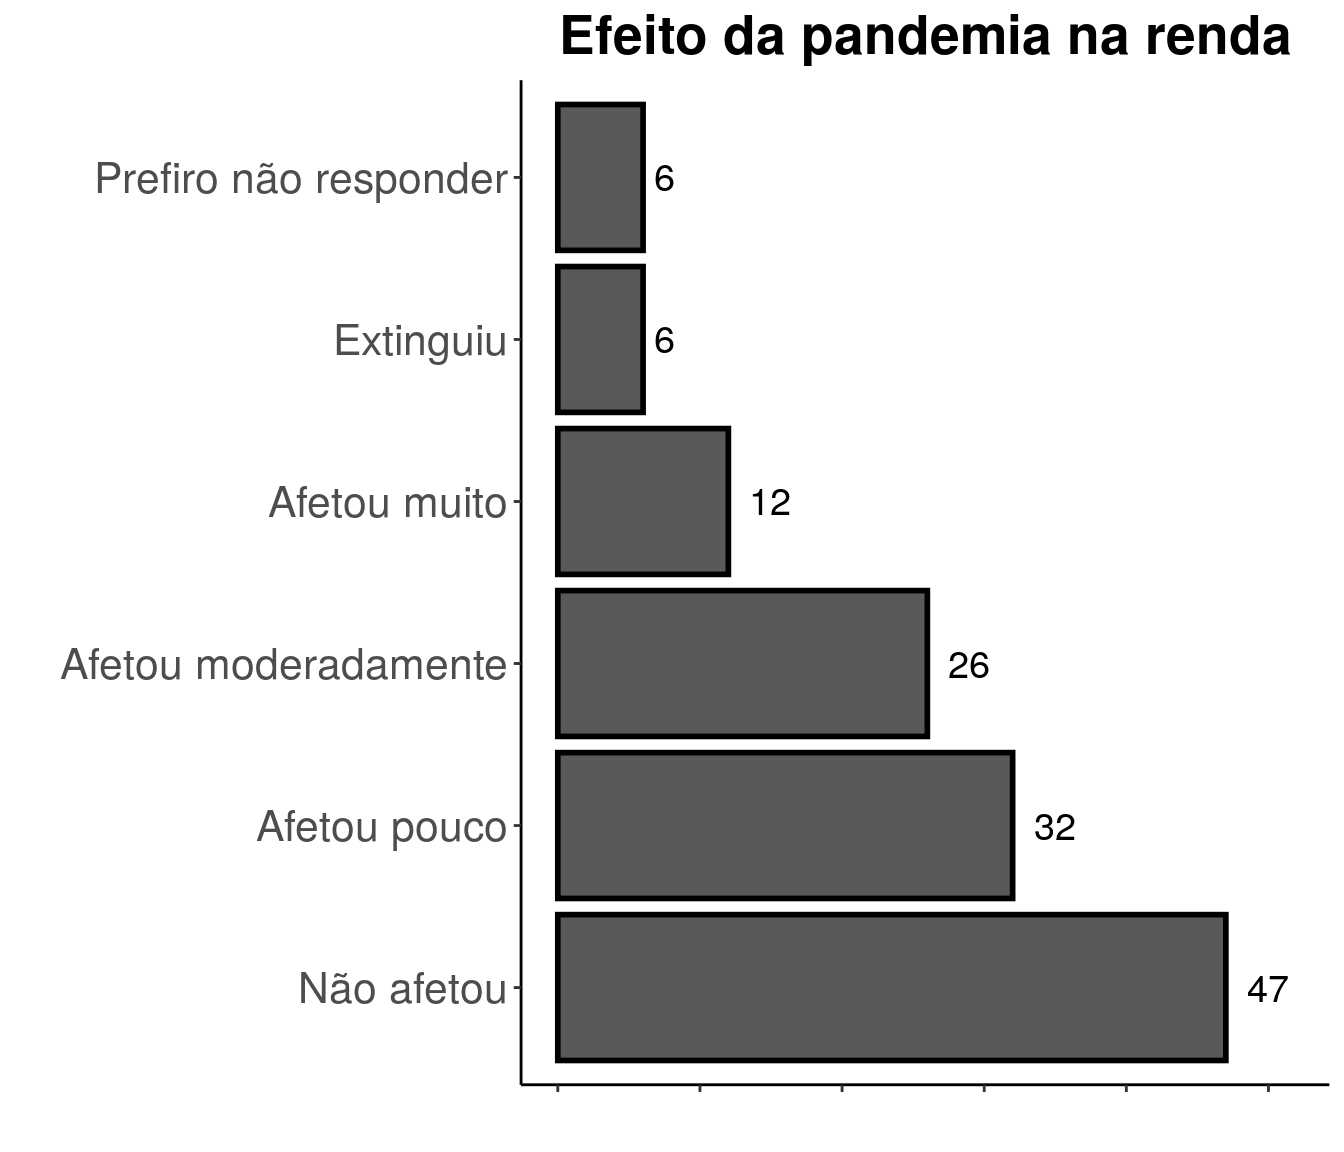 Efeito da pandemia na renda
Prefiro não responder 6
Extinguiu 6
Afetou muito 12
Afetou moderadamente 26
Afetou pouco 32
Não afetou 47